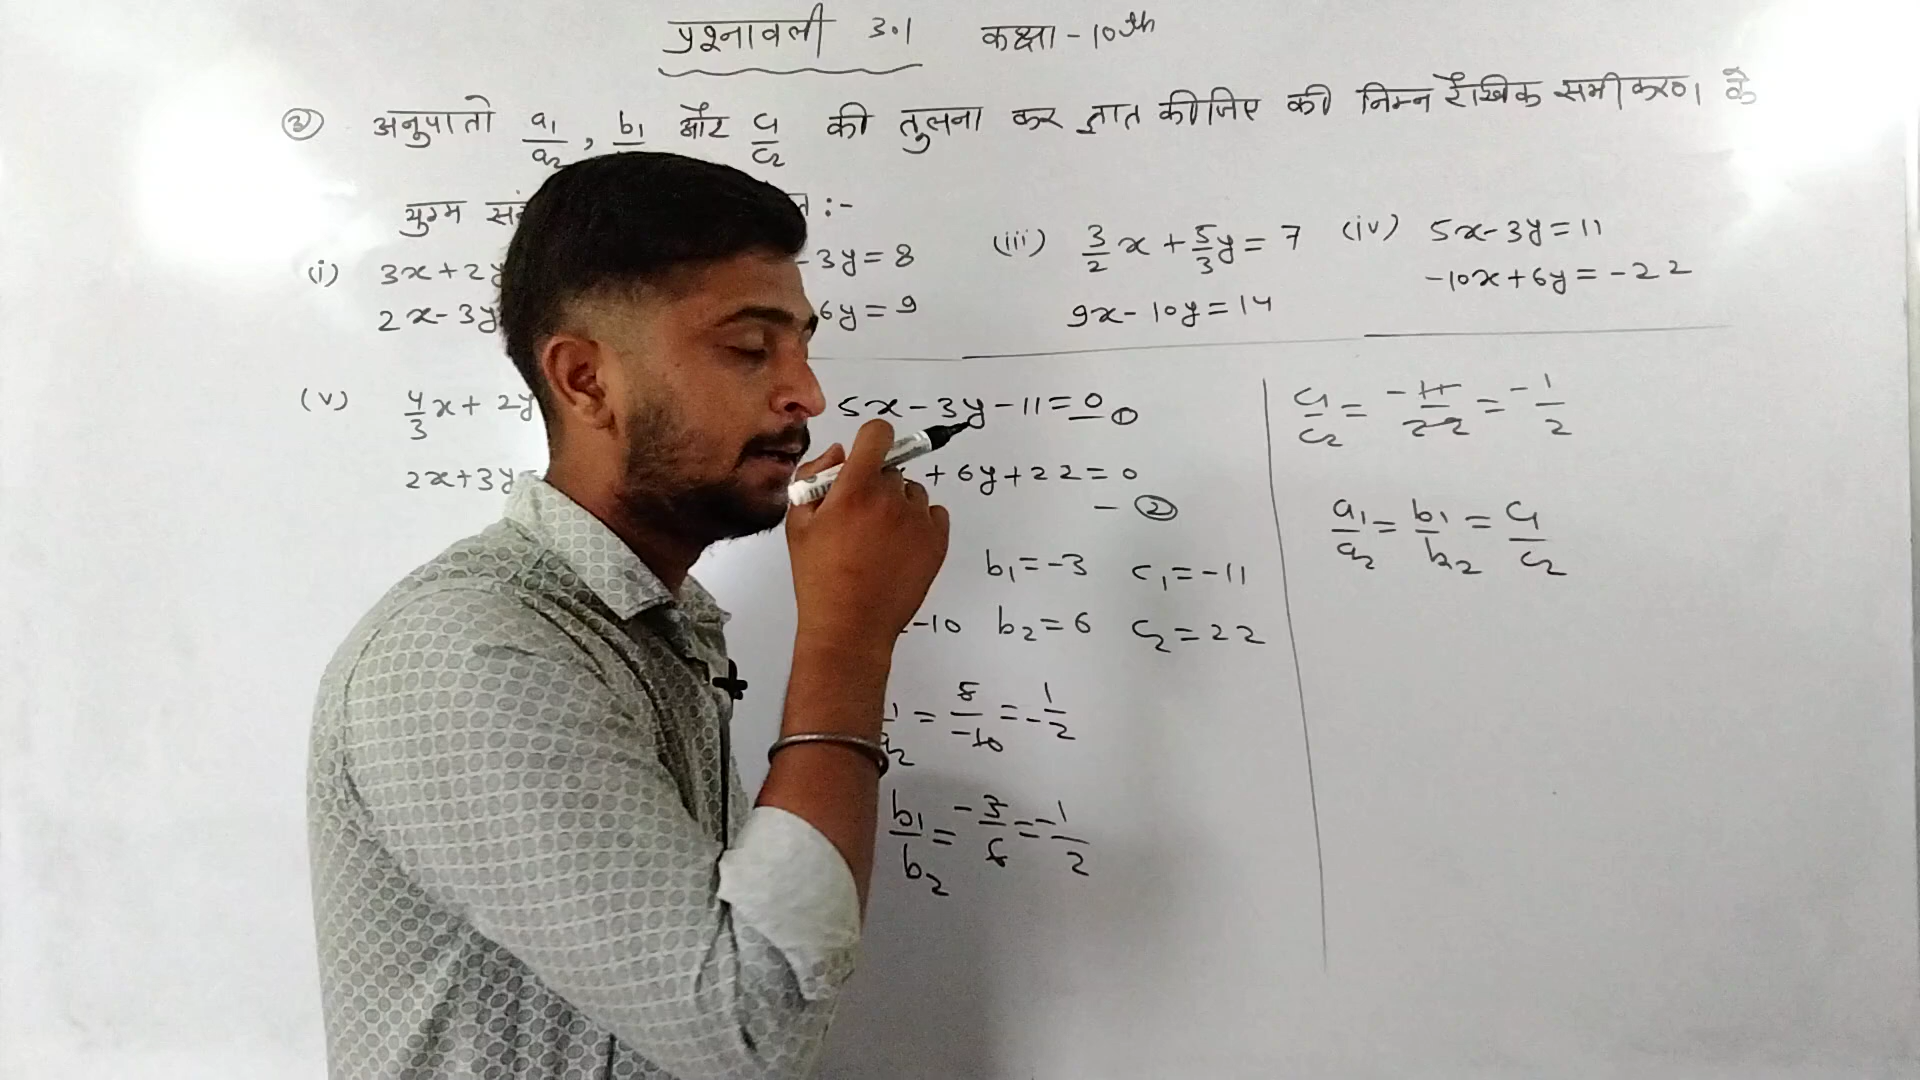 प्रश्नावली 3.1 कक्षा - 10th
③ अनुपातो a1/a2, b1 और c1/c2 की तुलना कर ज्ञात कीजिए की निम्न रैखिक समीकरण के
युग्म :-
(i) 3x+2y
2x-3y
-3y=8
6y=9
(iii) 3/2 x + 5/3 y = 7
9x-10y=14
(iv) 5x-3y=11
-10x+6y=-22
(v) 4/3 x + 2y
2x+3y
5x-3y-11=0 ①
+6y+22=0
-②
b1=-3 c1=-11
-10 b2=6 c2=22
= 5/-10 = -1/2
b1/b2 = -3/6 = -1/2
c1/c2 = -11/22 = -1/2
a1/a2 = b1/b2 = c1/c2